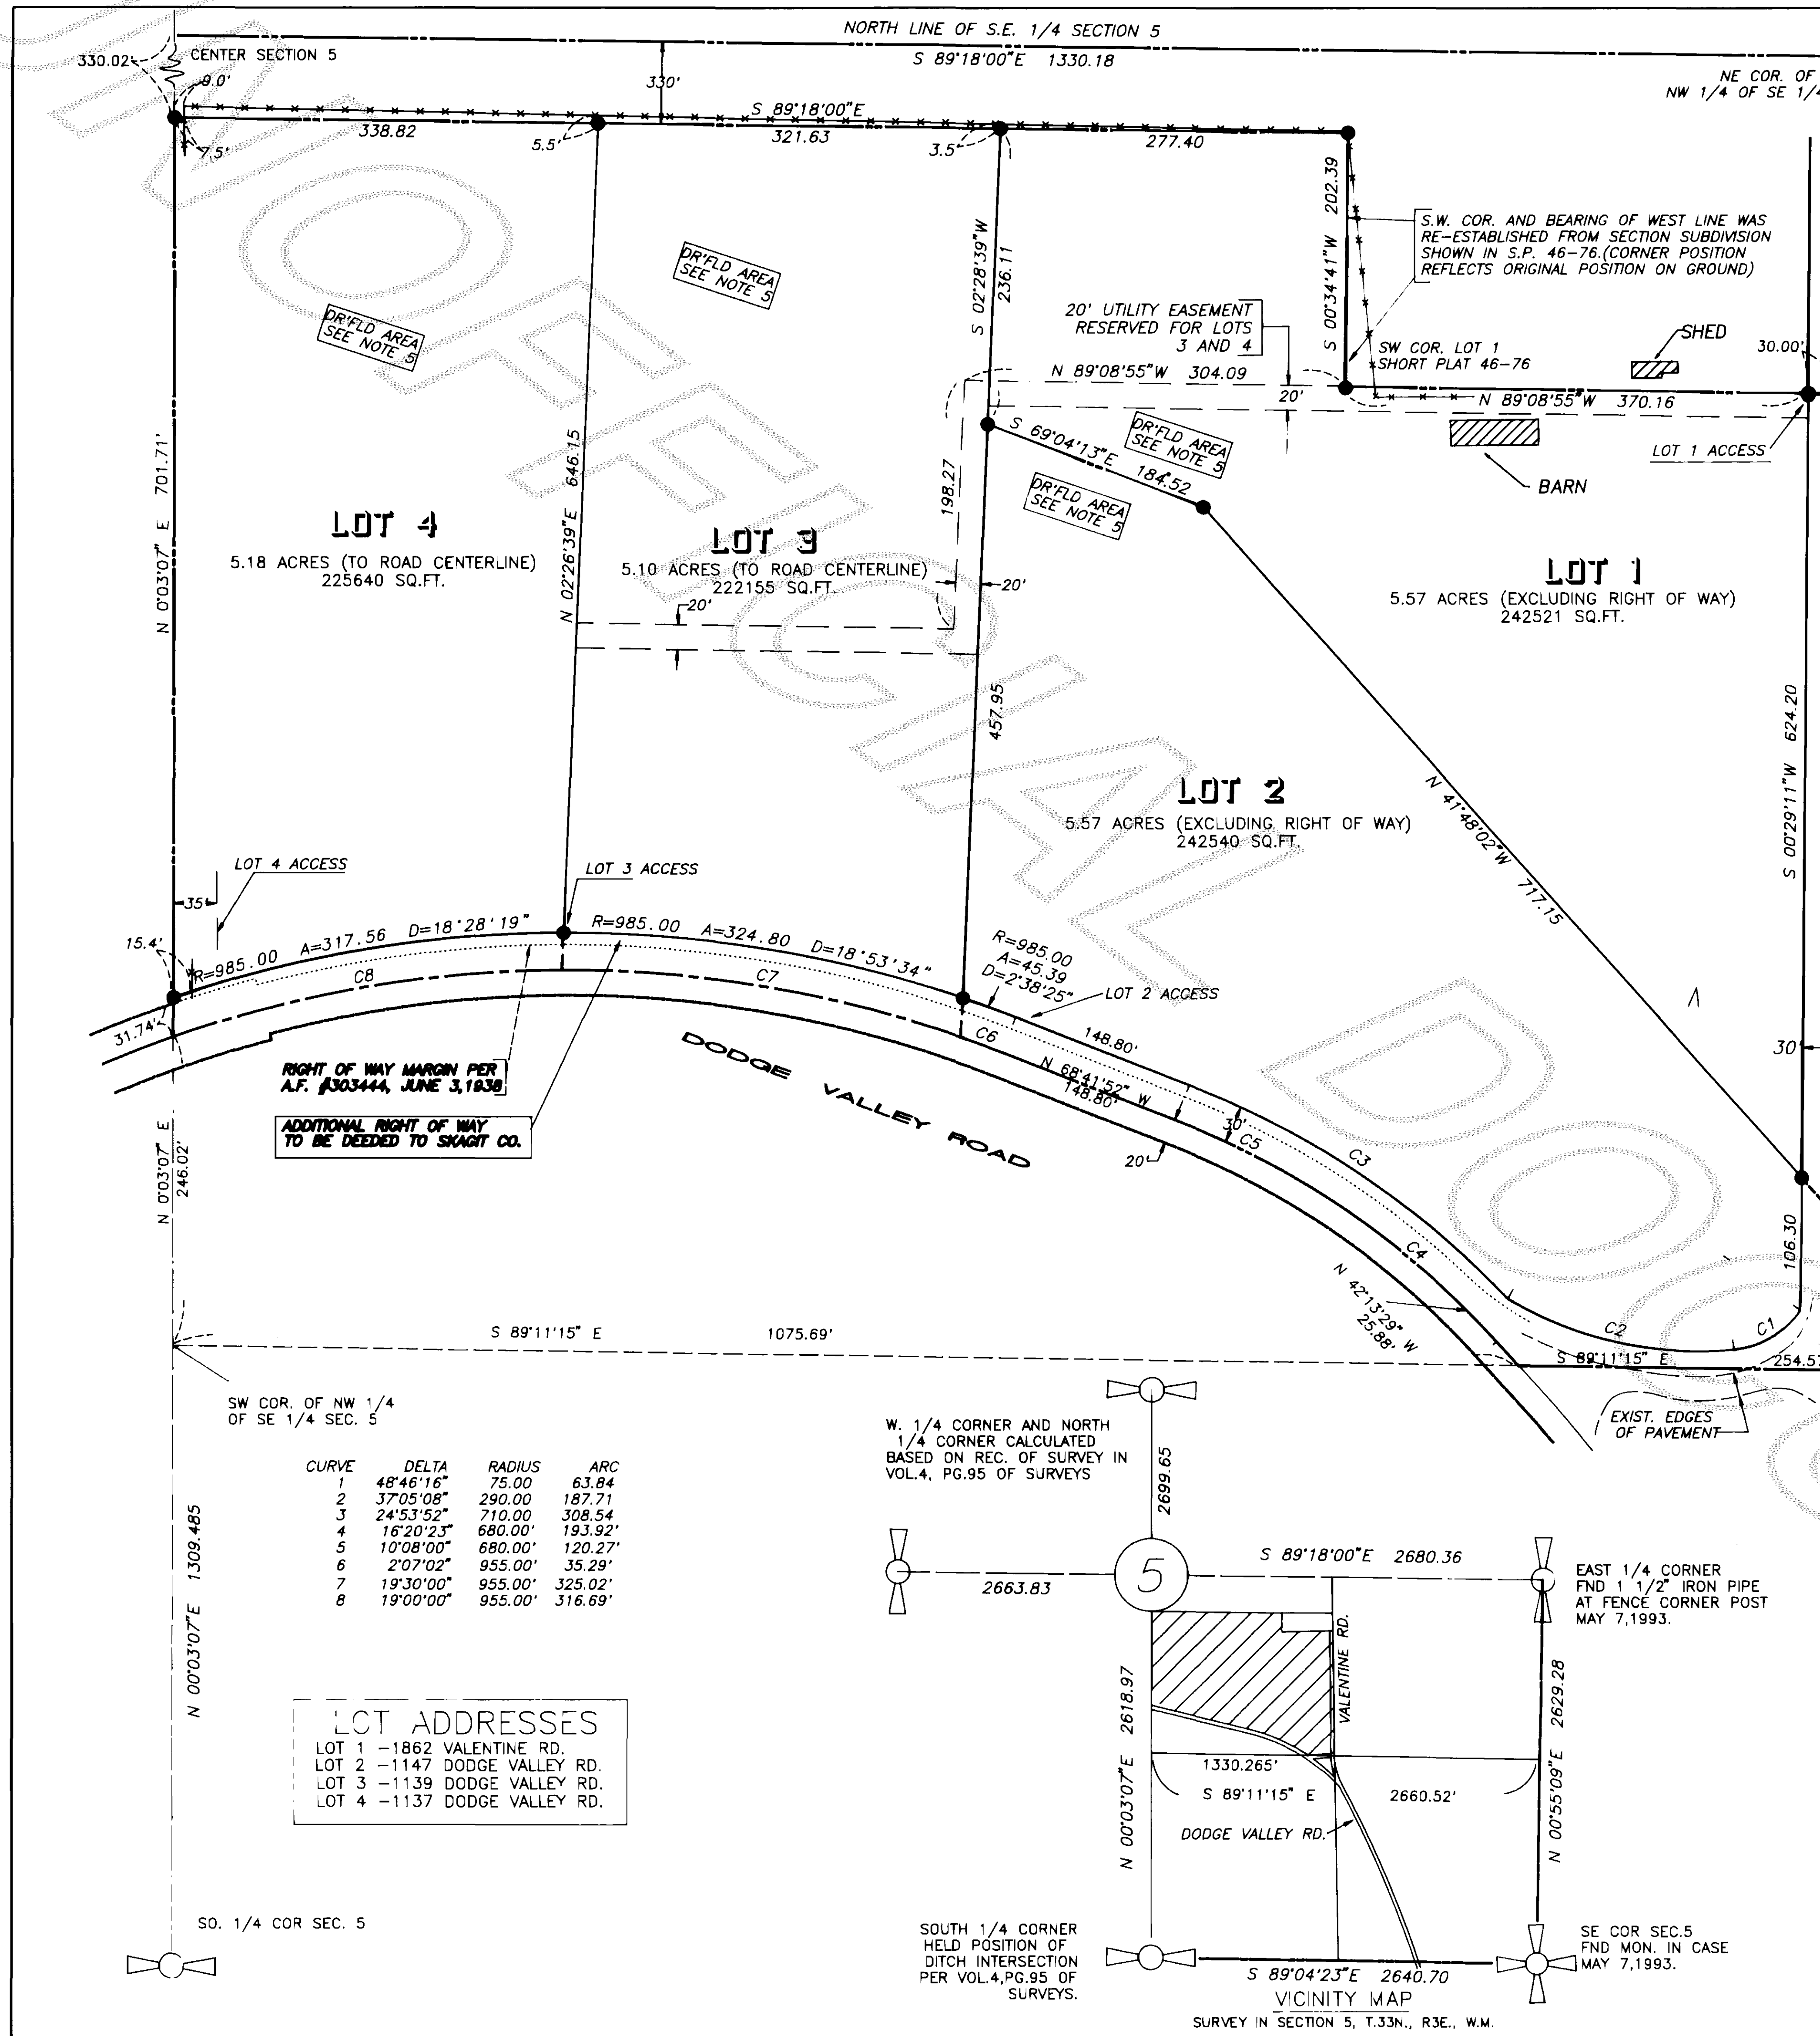 NORTH LINE OF S.E. 1/4 SECTION 5
S 89°18'00"E 1330.18
330.02'
CENTER SECTION 5
9.0'
330'
NE COR. OF
NW 1/4 OF SE 1/4
S 89°18'00"E
338.82
321.63
277.40
7.5'
5.5'
3.5'
S 00°34'41"W 202.39
S.W. COR. AND BEARING OF WEST LINE WAS
RE-ESTABLISHED FROM SECTION SUBDIVISION
SHOWN IN S.P. 46-76.(CORNER POSITION
REFLECTS ORIGINAL POSITION ON GROUND)
S 02°28'39"W
236.11
DR'FLD AREA
SEE NOTE 5
DR'FLD AREA
SEE NOTE 5
20' UTILITY EASEMENT
RESERVED FOR LOTS
3 AND 4
SHED
30.00'
SW COR. LOT 1
SHORT PLAT 46-76
N 89°08'55"W 304.09
20'
N 89°08'55"W 370.16
S 69°04'13"E 184.52
DR'FLD AREA
SEE NOTE 5
DR'FLD AREA
SEE NOTE 5
LOT 1 ACCESS
BARN
N 0°03'07" E 701.71'
N 02°26'39"E 646.15
198.27
LOT 4
5.18 ACRES (TO ROAD CENTERLINE)
225640 SQ.FT.
LOT 3
5.10 ACRES (TO ROAD CENTERLINE)
222155 SQ.FT.
20'
20'
LOT 1
5.57 ACRES (EXCLUDING RIGHT OF WAY)
242521 SQ.FT.
457.95
S 00°29'11"W 624.20
LOT 2
5.57 ACRES (EXCLUDING RIGHT OF WAY)
242540 SQ.FT.
N 41°48'02"W 717.15
LOT 4 ACCESS
LOT 3 ACCESS
35'
15.4'
R=985.00 A=317.56 D=18°28'19"
R=985.00 A=324.80 D=18°53'34"
R=985.00
A=45.39
D=2°38'25"
LOT 2 ACCESS
C8
C7
C6
148.80'
31.74'
30'
N 68°41'52" W
148.80'
RIGHT OF WAY MARGIN PER
A.F. #303444, JUNE 3,1938
ADDITIONAL RIGHT OF WAY
TO BE DEEDED TO SKAGIT CO.
DODGE VALLEY ROAD
30'
C5
C3
20'
C4
N 0°03'07" E
246.02'
106.30
N 42°13'29" W
25.88'
C2
C1
S 89°11'15" E 1075.69'
S 89°11'15" E
254.57
SW COR. OF NW 1/4
OF SE 1/4 SEC. 5
EXIST. EDGES
OF PAVEMENT
CURVE DELTA RADIUS ARC
1 48°46'16" 75.00 63.84
2 37°05'08" 290.00 187.71
3 24°53'52" 710.00 308.54
4 16°20'23" 680.00' 193.92'
5 10°08'00" 680.00' 120.27'
6 2°07'02" 955.00' 35.29'
7 19°30'00" 955.00' 325.02'
8 19°00'00" 955.00' 316.69'
N 00°03'07"E 1309.485
LOT ADDRESSES
LOT 1 -1862 VALENTINE RD.
LOT 2 -1147 DODGE VALLEY RD.
LOT 3 -1139 DODGE VALLEY RD.
LOT 4 -1137 DODGE VALLEY RD.
SO. 1/4 COR SEC. 5
W. 1/4 CORNER AND NORTH
1/4 CORNER CALCULATED
BASED ON REC. OF SURVEY IN
VOL.4, PG.95 OF SURVEYS
2699.65
2663.83
5
S 89°18'00"E 2680.36
EAST 1/4 CORNER
FND 1 1/2" IRON PIPE
AT FENCE CORNER POST
MAY 7,1993.
VALENTINE RD.
N 00°03'07"E 2618.97
N 00°55'09"E 2629.28
1330.265'
S 89°11'15" E 2660.52'
DODGE VALLEY RD.
SOUTH 1/4 CORNER
HELD POSITION OF
DITCH INTERSECTION
PER VOL.4,PG.95 OF
SURVEYS.
SE COR SEC.5
FND MON. IN CASE
MAY 7,1993.
S 89°04'23"E 2640.70
VICINITY MAP
SURVEY IN SECTION 5, T.33N., R3E., W.M.
UNOFFICIAL DOC